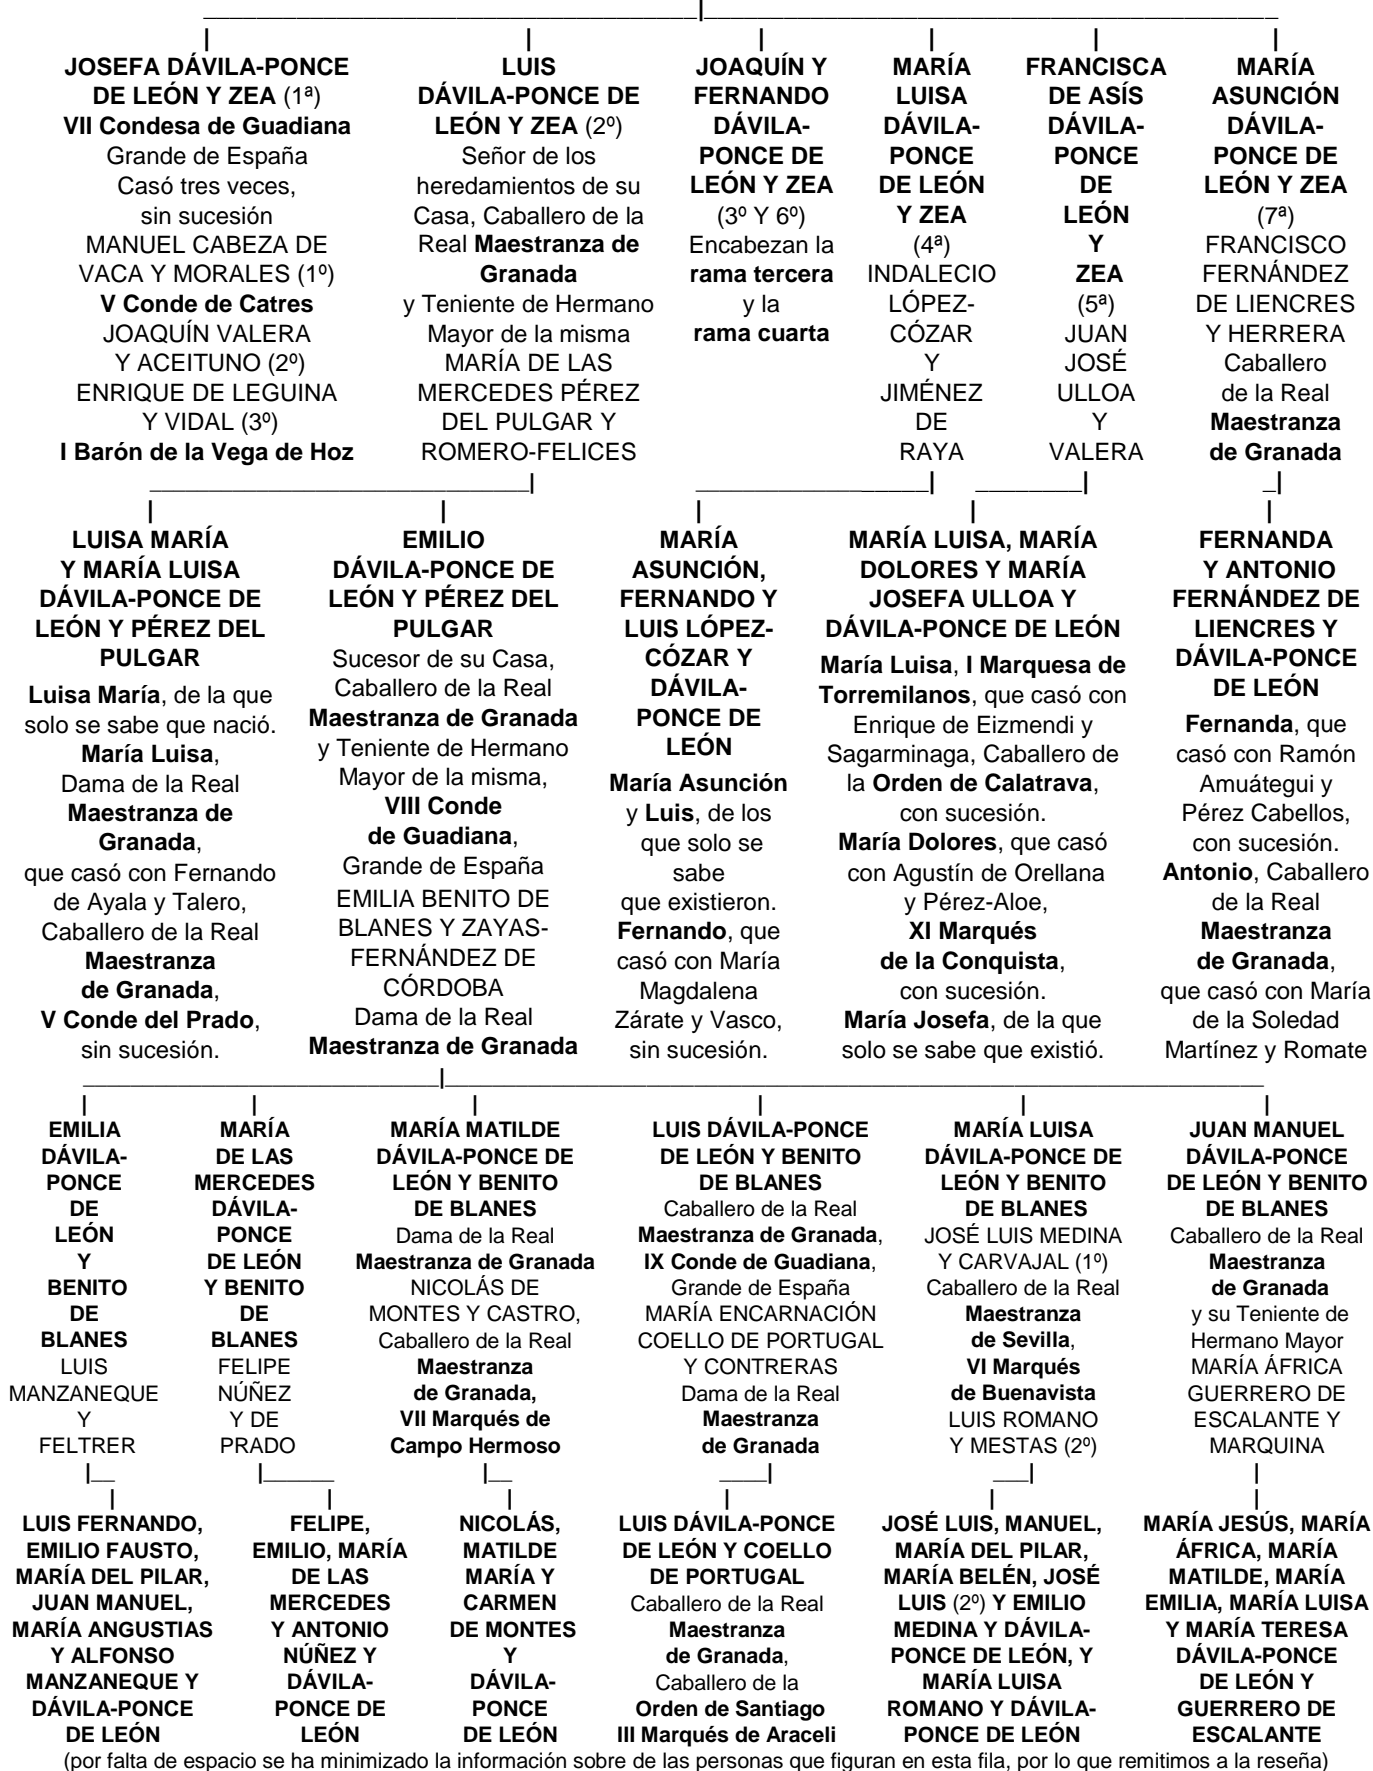 JOSEFA DÁVILA-PONCE
DE LEÓN Y ZEA (1ª)
VII Condesa de Guadiana
Grande de España
Casó tres veces,
sin sucesión
MANUEL CABEZA DE
VACA Y MORALES (1º)
V Conde de Catres
JOAQUÍN VALERA
Y ACEITUNO (2º)
ENRIQUE DE LEGUINA
Y VIDAL (3º)
I Barón de la Vega de Hoz
LUIS
DÁVILA-PONCE DE
LEÓN Y ZEA (2º)
Señor de los
heredamientos de su
Casa, Caballero de la
Real Maestranza de
Granada
y Teniente de Hermano
Mayor de la misma
MARÍA DE LAS
MERCEDES PÉREZ
DEL PULGAR Y
ROMERO-FELICES
JOAQUÍN Y
FERNANDO
DÁVILA-
PONCE DE
LEÓN Y ZEA
(3º Y 6º)
Encabezan la
rama tercera
y la
rama cuarta
MARÍA
LUISA
DÁVILA-
PONCE
DE LEÓN
Y ZEA
(4ª)
INDALECIO
LÓPEZ-
CÓZAR
Y
JIMÉNEZ
DE
RAYA
FRANCISCA
DE ASÍS
DÁVILA-
PONCE
DE
LEÓN
Y
ZEA
(5ª)
JUAN
JOSÉ
ULLOA
Y
VALERA
MARÍA
ASUNCIÓN
DÁVILA-
PONCE DE
LEÓN Y ZEA
(7ª)
FRANCISCO
FERNÁNDEZ
DE LIENCRES
Y HERRERA
Caballero
de la Real
Maestranza
de Granada
LUISA MARÍA
Y MARÍA LUISA
DÁVILA-PONCE DE
LEÓN Y PÉREZ DEL
PULGAR
Luisa María, de la que
solo se sabe que nació.
María Luisa,
Dama de la Real
Maestranza de
Granada,
que casó con Fernando
de Ayala y Talero,
Caballero de la Real
Maestranza
de Granada,
V Conde del Prado,
sin sucesión.
EMILIO
DÁVILA-PONCE DE
LEÓN Y PÉREZ DEL
PULGAR
Sucesor de su Casa,
Caballero de la Real
Maestranza de Granada
y Teniente de Hermano
Mayor de la misma,
VIII Conde
de Guadiana,
Grande de España
EMILIA BENITO DE
BLANES Y ZAYAS-
FERNÁNDEZ DE
CÓRDOBA
Dama de la Real
Maestranza de Granada
MARÍA
ASUNCIÓN,
FERNANDO Y
LUIS LÓPEZ-
CÓZAR Y
DÁVILA-
PONCE DE
LEÓN
María Asunción
y Luis, de los
que solo se
sabe
que existieron.
Fernando, que
casó con María
Magdalena
Zárate y Vasco,
sin sucesión.
MARÍA LUISA, MARÍA
DOLORES Y MARÍA
JOSEFA ULLOA Y
DÁVILA-PONCE DE LEÓN
María Luisa, I Marquesa de
Torremilanos, que casó con
Enrique de Eizmendi y
Sagarminaga, Caballero de
la Orden de Calatrava,
con sucesión.
María Dolores, que casó
con Agustín de Orellana
y Pérez-Aloe,
XI Marqués
de la Conquista,
con sucesión.
María Josefa, de la que
solo se sabe que existió.
FERNANDA
Y ANTONIO
FERNÁNDEZ DE
LIENCRES Y
DÁVILA-PONCE
DE LEÓN
Fernanda, que
casó con Ramón
Amuátegui y
Pérez Cabellos,
con sucesión.
Antonio, Caballero
de la Real
Maestranza
de Granada,
que casó con María
de la Soledad
Martínez y Romate
EMILIA
DÁVILA-
PONCE
DE
LEÓN
Y
BENITO
DE
BLANES
LUIS
MANZANEQUE
Y
FELTRER
MARÍA
DE LAS
MERCEDES
DÁVILA-
PONCE
DE LEÓN
Y BENITO
DE
BLANES
FELIPE
NÚÑEZ
Y DE
PRADO
MARÍA MATILDE
DÁVILA-PONCE DE
LEÓN Y BENITO
DE BLANES
Dama de la Real
Maestranza de Granada
NICOLÁS DE
MONTES Y CASTRO,
Caballero de la Real
Maestranza
de Granada,
VII Marqués de
Campo Hermoso
LUIS DÁVILA-PONCE
DE LEÓN Y BENITO
DE BLANES
Caballero de la Real
Maestranza de Granada,
IX Conde de Guadiana,
Grande de España
MARÍA ENCARNACIÓN
COELLO DE PORTUGAL
Y CONTRERAS
Dama de la Real
Maestranza
de Granada
MARÍA LUISA
DÁVILA-PONCE DE
LEÓN Y BENITO
DE BLANES
JOSÉ LUIS MEDINA
Y CARVAJAL (1º)
Caballero de la Real
Maestranza
de Sevilla,
VI Marqués
de Buenavista
LUIS ROMANO
Y MESTAS (2º)
JUAN MANUEL
DÁVILA-PONCE
DE LEÓN Y BENITO
DE BLANES
Caballero de la Real
Maestranza
de Granada
y su Teniente de
Hermano Mayor
MARÍA ÁFRICA
GUERRERO DE
ESCALANTE Y
MARQUINA
LUIS FERNANDO,
EMILIO FAUSTO,
MARÍA DEL PILAR,
JUAN MANUEL,
MARÍA ANGUSTIAS
Y ALFONSO
MANZANEQUE Y
DÁVILA-PONCE
DE LEÓN
FELIPE,
EMILIO, MARÍA
DE LAS
MERCEDES
Y ANTONIO
NÚÑEZ Y
DÁVILA-
PONCE DE
LEÓN
NICOLÁS,
MATILDE
MARÍA Y
CARMEN
DE MONTES
Y
DÁVILA-
PONCE
DE LEÓN
LUIS DÁVILA-PONCE
DE LEÓN Y COELLO
DE PORTUGAL
Caballero de la Real
Maestranza
de Granada,
Caballero de la
Orden de Santiago
III Marqués de Araceli
JOSÉ LUIS, MANUEL,
MARÍA DEL PILAR,
MARÍA BELÉN, JOSÉ
LUIS (2º) Y EMILIO
MEDINA Y DÁVILA-
PONCE DE LEÓN, Y
MARÍA LUISA
ROMANO Y DÁVILA-
PONCE DE LEÓN
MARÍA JESÚS, MARÍA
ÁFRICA, MARÍA
MATILDE, MARÍA
EMILIA, MARÍA LUISA
Y MARÍA TERESA
DÁVILA-PONCE
DE LEÓN Y
GUERRERO DE
ESCALANTE
(por falta de espacio se ha minimizado la información sobre de las personas que figuran en esta fila, por lo que remitimos a la reseña)